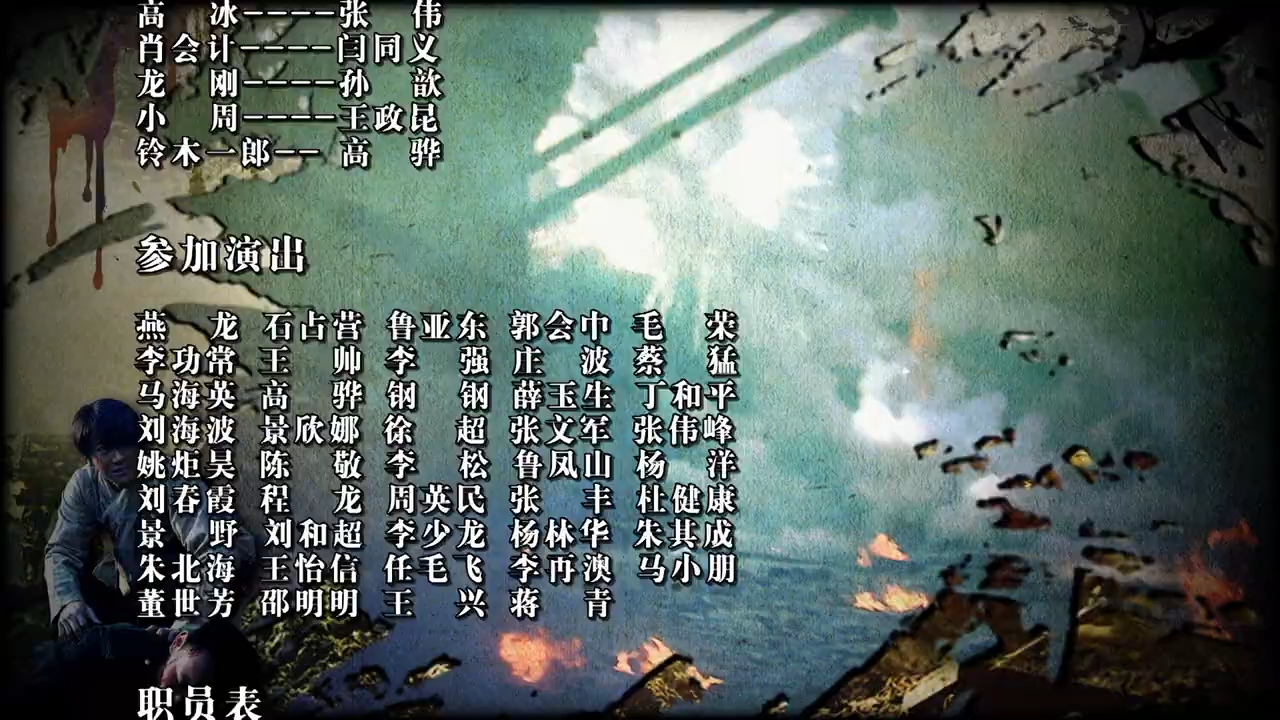 高 冰----张 伟
肖会计----闫同义
龙 刚----孙 歆
小 周----王政昆
铃木一郎-- 高 骅
参加演出
燕 龙 石占营 鲁亚东 郭会中 毛 荣
李功常 王 帅 李 强 庄 波 蔡 猛
马海英 高 骅 钢 钢 薛玉生 丁和平
刘海波 景欣娜 徐 超 张文军 张伟峰
姚炬昊 陈 敬 李 松 鲁凤山 杨 洋
刘春霞 程 龙 周英民 张 丰 杜健康
景 野 刘和超 李少龙 杨林华 朱其成
朱北海 王怡信 任毛飞 李冉澳 马小朋
董世芳 邵明明 王 兴 蒋 青
职员表